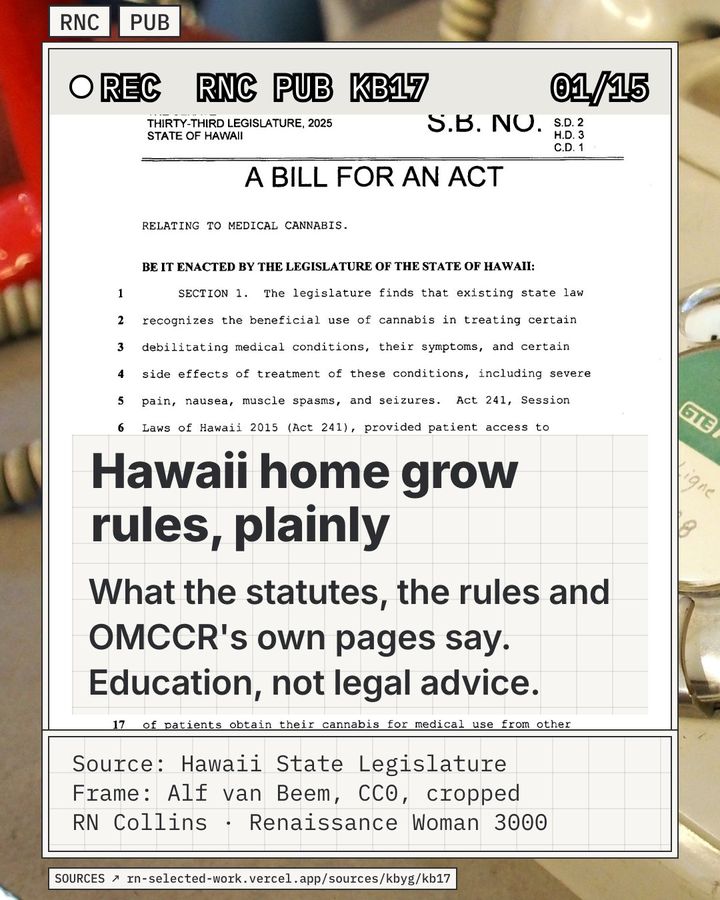 RNC PUB
REC RNC PUB KB17 01/15
THIRTY-THIRD LEGISLATURE, 2025
STATE OF HAWAII
S.B. NO.
S.D. 2
H.D. 3
C.D. 1
A BILL FOR AN ACT
RELATING TO MEDICAL CANNABIS.
BE IT ENACTED BY THE LEGISLATURE OF THE STATE OF HAWAII:
1 SECTION 1. The legislature finds that existing state law
2 recognizes the beneficial use of cannabis in treating certain
3 debilitating medical conditions, their symptoms, and certain
4 side effects of treatment of these conditions, including severe
5 pain, nausea, muscle spasms, and seizures. Act 241, Session
6 Laws of Hawaii 2015 (Act 241), provided patient access to
Hawaii home grow
rules, plainly
What the statutes, the rules and
OMCCR's own pages say.
Education, not legal advice.
17 of patients obtain their cannabis for medical use from other
Source: Hawaii State Legislature
Frame: Alf van Beem, CC0, cropped
RN Collins · Renaissance Woman 3000
SOURCES ↗ rn-selected-work.vercel.app/sources/kbyg/kb17
GTE